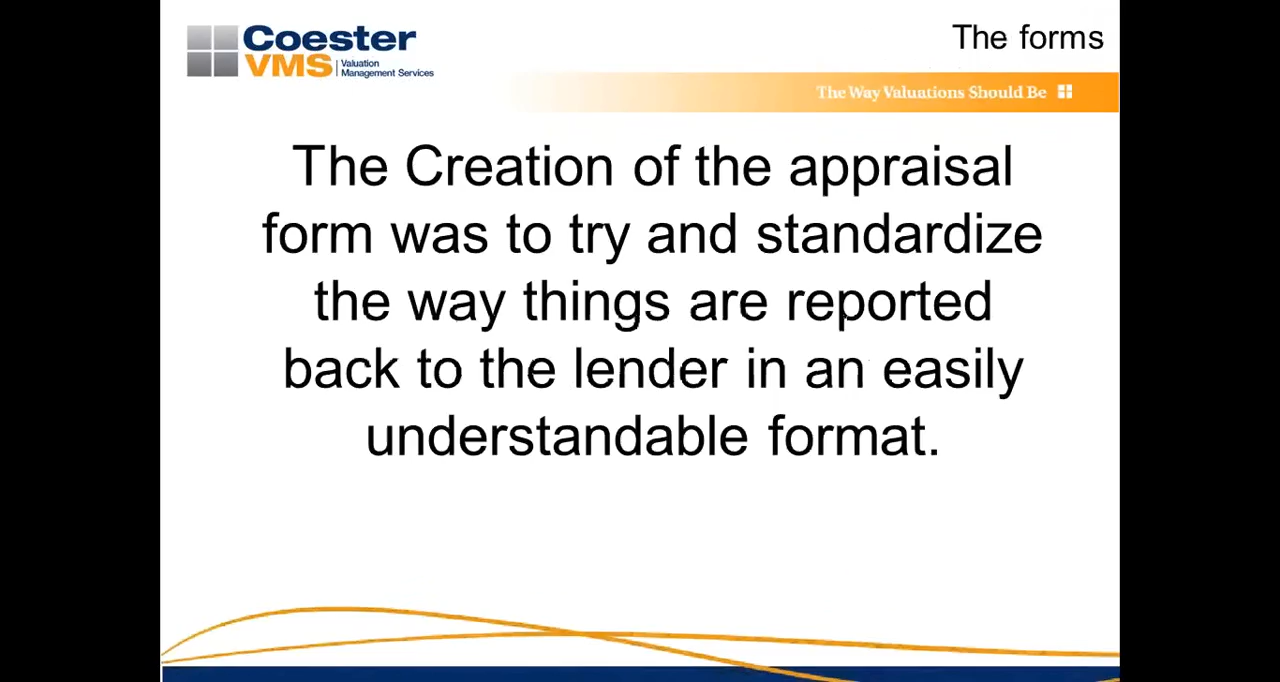 Coester
VMS
Valuation
Management Services
The forms
The Way Valuations Should Be
The Creation of the appraisal
form was to try and standardize
the way things are reported
back to the lender in an easily
understandable format.